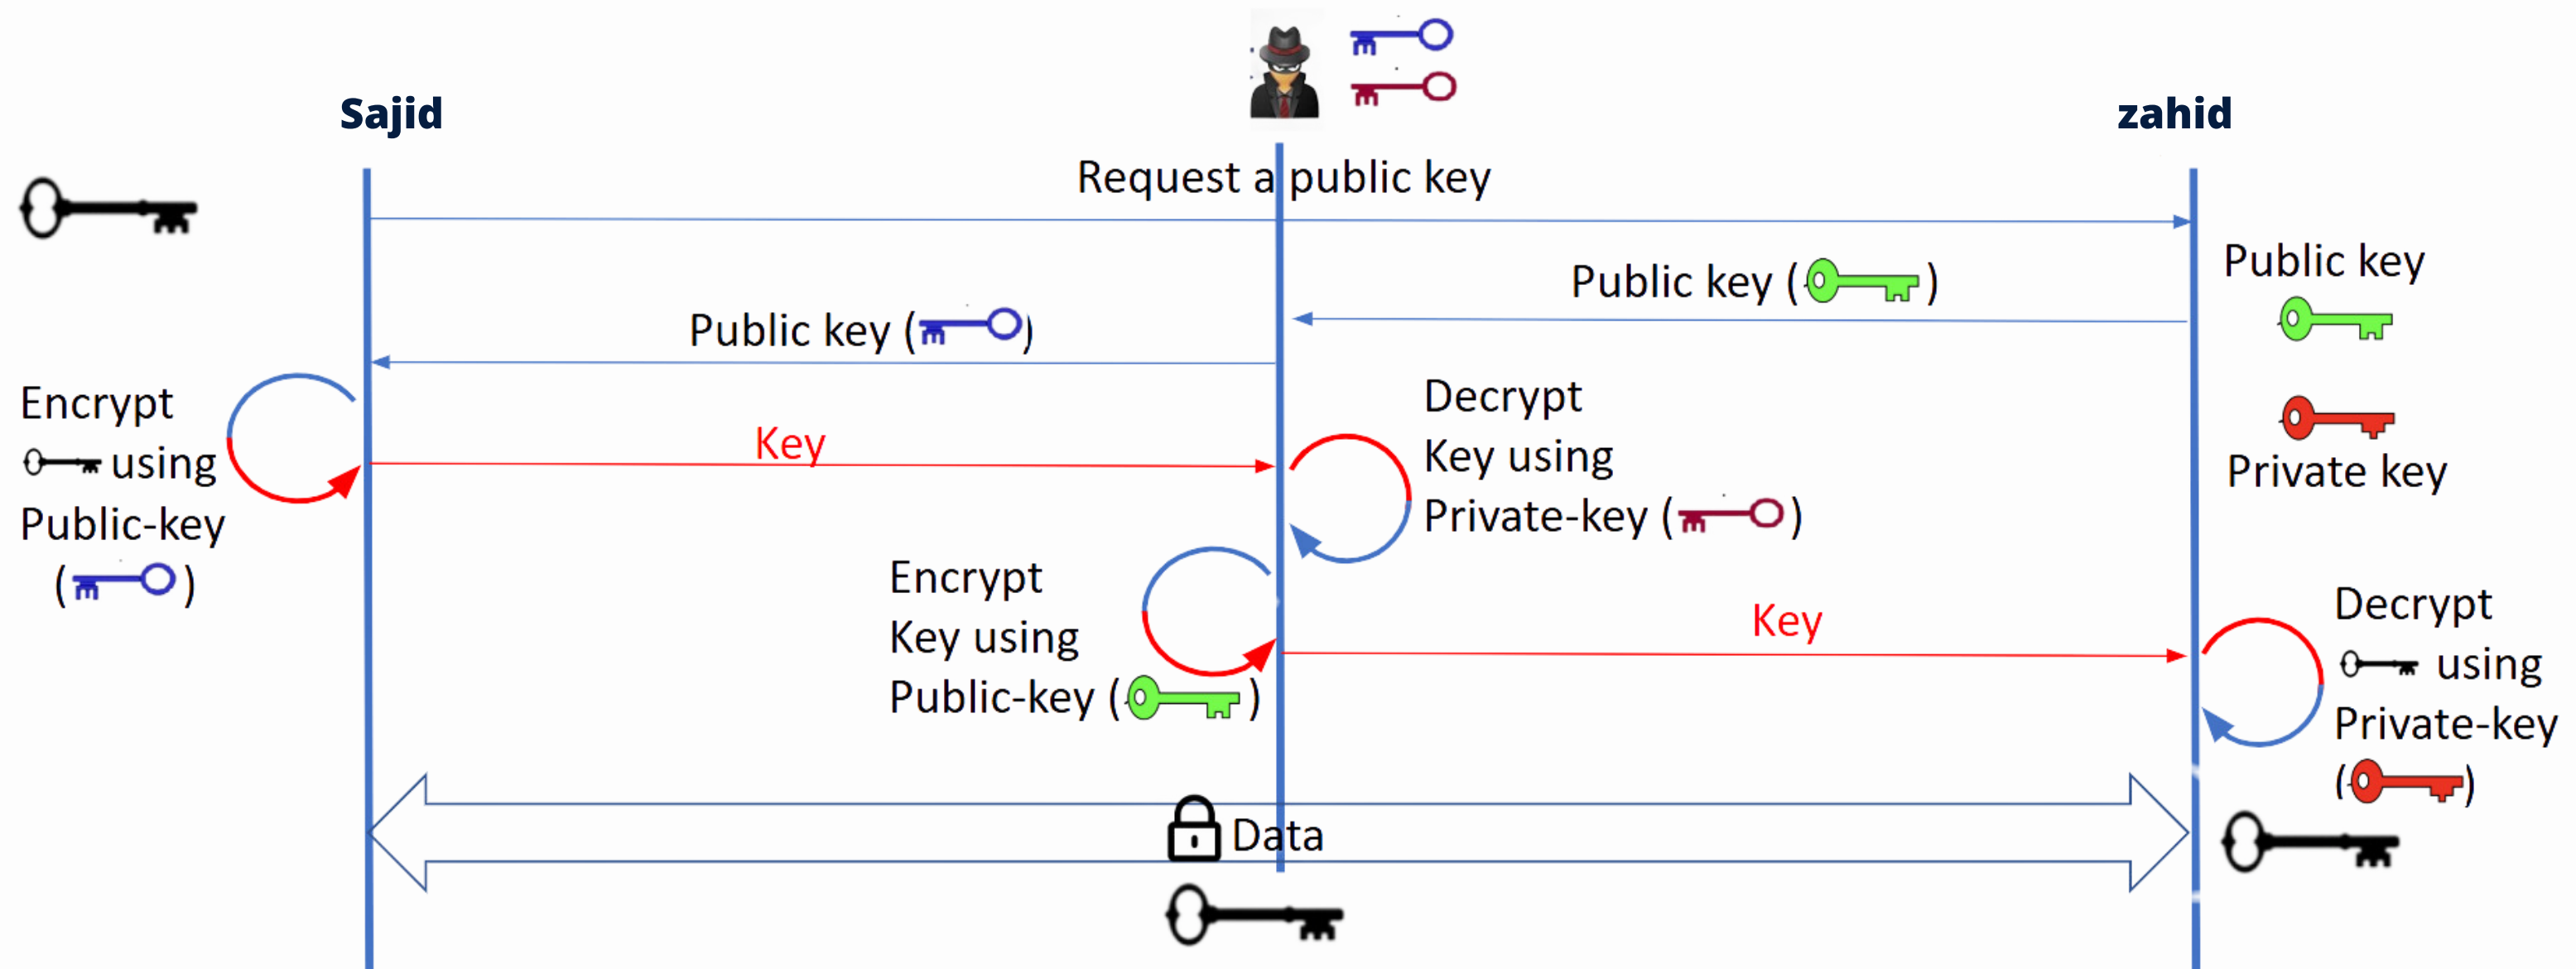 Sajid
zahid
Request a public key
Public key
Public key ( )
Public key ( )
Private key
Encrypt
using
Public-key
( )
Key
Decrypt
Key using
Private-key ( )
Encrypt
Key using
Public-key ( )
Key
Decrypt
using
Private-key
( )
Data